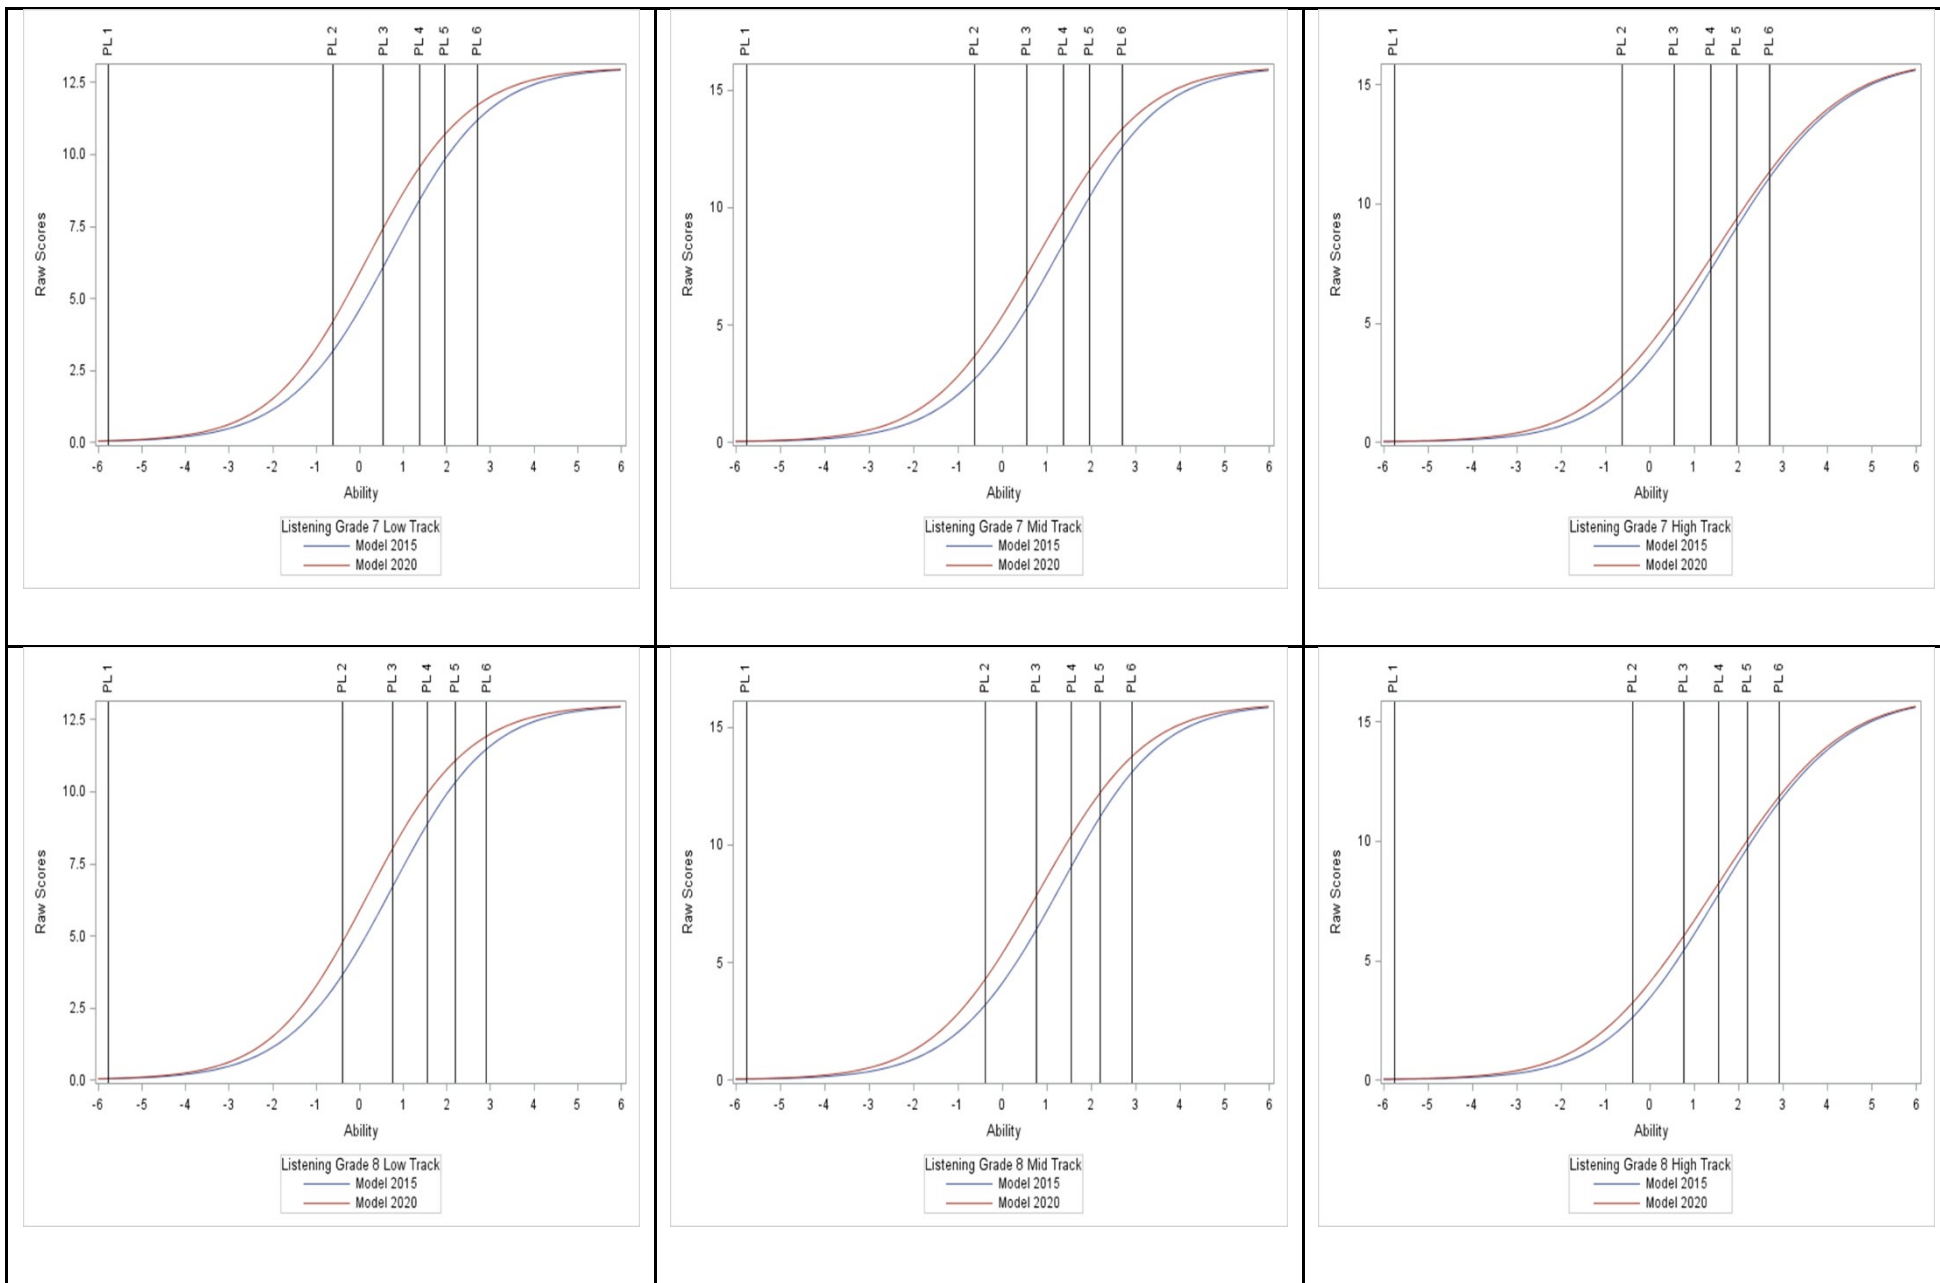 PL 1 PL 2 PL 3 PL 4 PL 5 PL 6
12.5
10.0
7.5
5.0
2.5
0.0
Raw Scores
-6 -5 -4 -3 -2 -1 0 1 2 3 4 5 6
Ability
Listening Grade 7 Low Track
Model 2015
Model 2020
PL 1 PL 2 PL 3 PL 4 PL 5 PL 6
15
10
5
0
Raw Scores
-6 -5 -4 -3 -2 -1 0 1 2 3 4 5 6
Ability
Listening Grade 7 Mid Track
Model 2015
Model 2020
PL 1 PL 2 PL 3 PL 4 PL 5 PL 6
15
10
5
0
Raw Scores
-6 -5 -4 -3 -2 -1 0 1 2 3 4 5 6
Ability
Listening Grade 7 High Track
Model 2015
Model 2020
PL 1 PL 2 PL 3 PL 4 PL 5 PL 6
12.5
10.0
7.5
5.0
2.5
0.0
Raw Scores
-6 -5 -4 -3 -2 -1 0 1 2 3 4 5 6
Ability
Listening Grade 8 Low Track
Model 2015
Model 2020
PL 1 PL 2 PL 3 PL 4 PL 5 PL 6
15
10
5
0
Raw Scores
-6 -5 -4 -3 -2 -1 0 1 2 3 4 5 6
Ability
Listening Grade 8 Mid Track
Model 2015
Model 2020
PL 1 PL 2 PL 3 PL 4 PL 5 PL 6
15
10
5
0
Raw Scores
-6 -5 -4 -3 -2 -1 0 1 2 3 4 5 6
Ability
Listening Grade 8 High Track
Model 2015
Model 2020